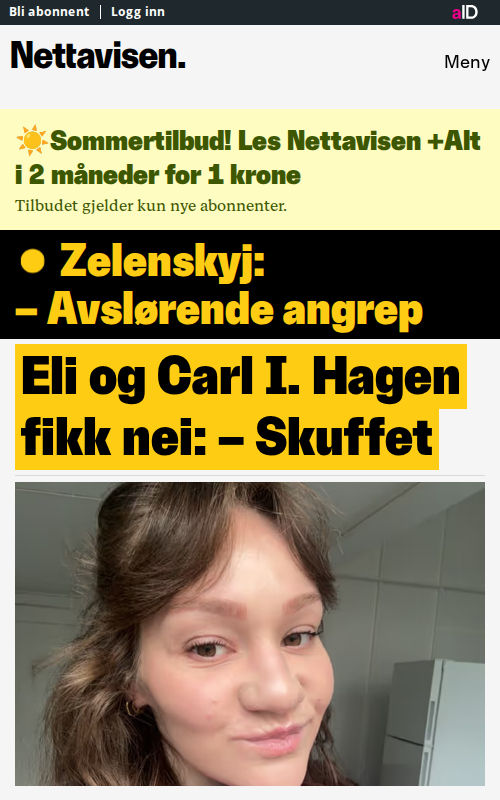 Bli abonnent | Logg inn
aID
Nettavisen.
Meny
☀️Sommertilbud! Les Nettavisen +Alt
i 2 måneder for 1 krone
Tilbudet gjelder kun nye abonnenter.
● Zelenskyj:
– Avslørende angrep
Eli og Carl I. Hagen
fikk nei: – Skuffet